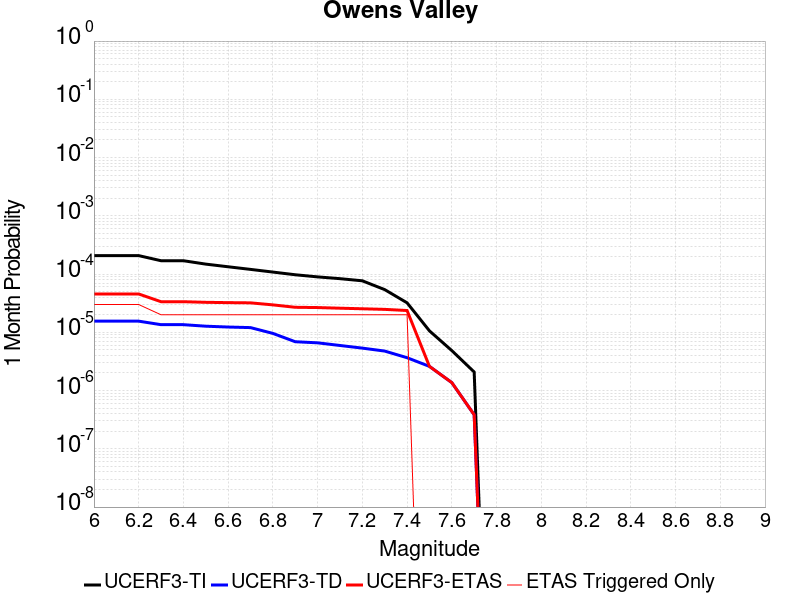 Owens Valley
10^0
10^-1
10^-2
10^-3
10^-4
10^-5
10^-6
10^-7
10^-8
1 Month Probability
6 6.2 6.4 6.6 6.8 7 7.2 7.4 7.6 7.8 8 8.2 8.4 8.6 8.8 9
Magnitude
UCERF3-TI UCERF3-TD UCERF3-ETAS ETAS Triggered Only